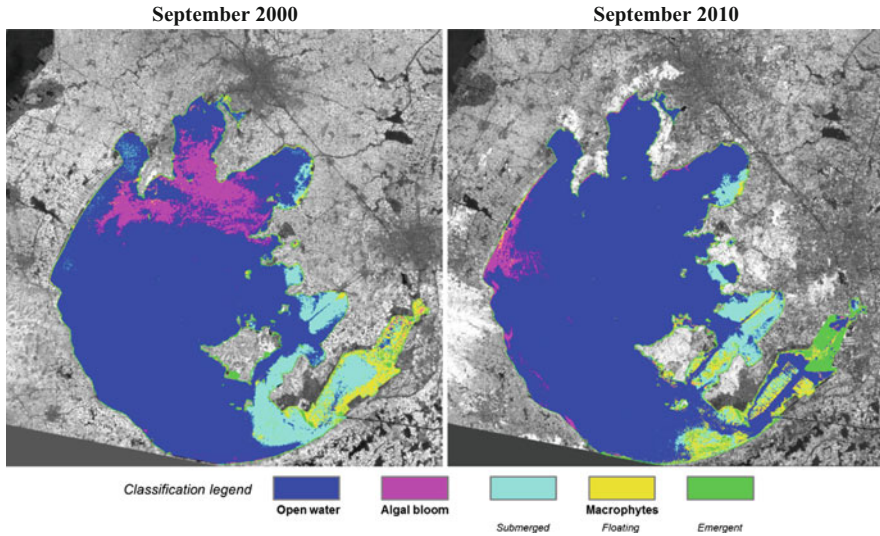 September 2000
September 2010
Classification legend
Open water
Algal bloom
Macrophytes
Submerged
Floating
Emergent